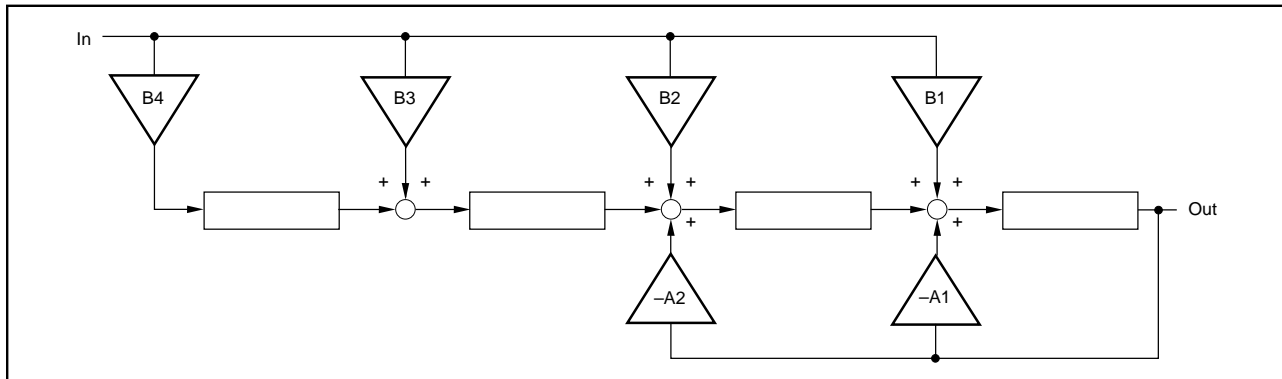 In
B4
B3
B2
B1
+ +
+ +
+ +
+
+
Out
–A2
–A1